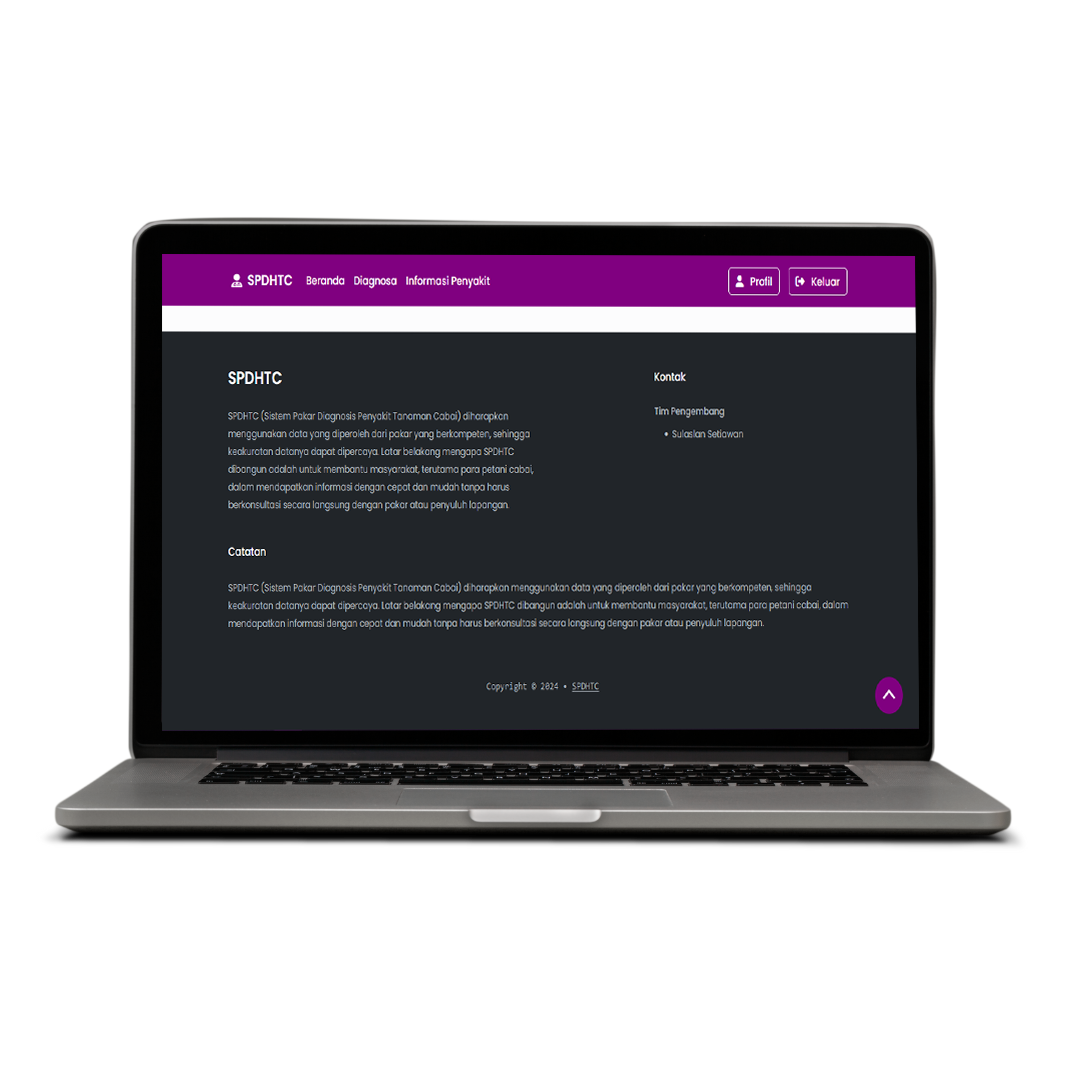 SPDHTC Beranda Diagnosa Informasi Penyakit Profil Keluar
SPDHTC
SPDHTC (Sistem Pakar Diagnosis Penyakit Tanaman Cabai) diharapkan
menggunakan data yang diperoleh dari pakar yang berkompeten, sehingga
keakuratan datanya dapat dipercaya. Latar belakang mengapa SPDHTC
dibangun adalah untuk membantu masyarakat, terutama para petani cabai,
dalam mendapatkan informasi dengan cepat dan mudah tanpa harus
berkonsultasi secara langsung dengan pakar atau penyuluh lapangan.
Kontak
Tim Pengembang
• Sulaslan Setiawan
Catatan
SPDHTC (Sistem Pakar Diagnosis Penyakit Tanaman Cabai) diharapkan menggunakan data yang diperoleh dari pakar yang berkompeten, sehingga
keakuratan datanya dapat dipercaya. Latar belakang mengapa SPDHTC dibangun adalah untuk membantu masyarakat, terutama para petani cabai, dalam
mendapatkan informasi dengan cepat dan mudah tanpa harus berkonsultasi secara langsung dengan pakar atau penyuluh lapangan.
Copyright © 2024 • SPDHTC